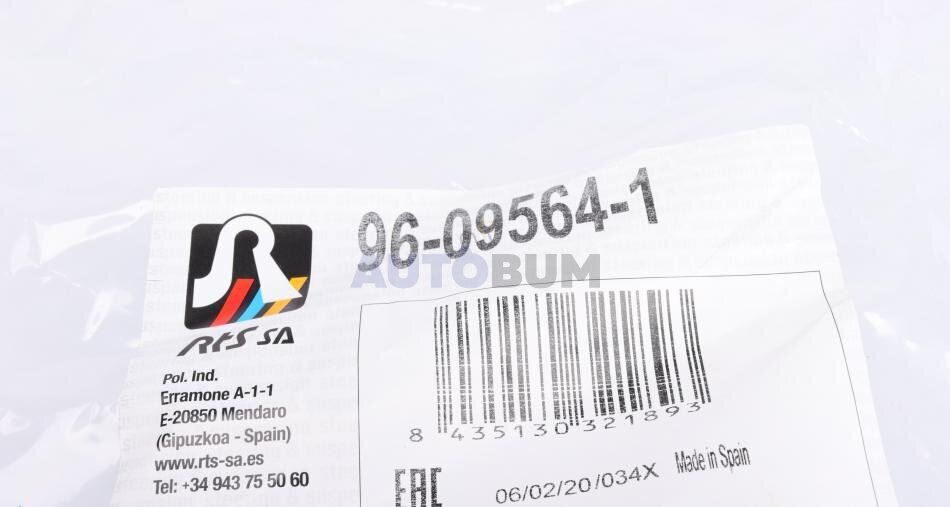 96-09564-1
AUTOBUM
RTS SA
Pol. Ind.
Erramone A-1-1
E-20850 Mendaro
(Gipuzkoa - Spain)
www.rts-sa.es
Tel: +34 943 75 50 60
8 435130 321893
06/02/20/034X Made in Spain
EAC